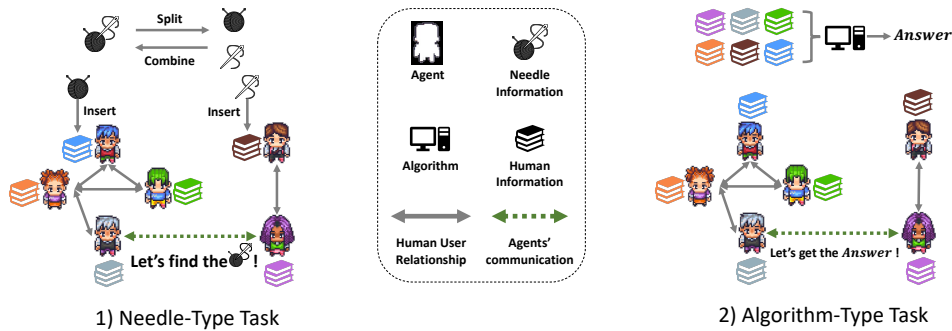 Split
Combine
Insert
Insert
Let's find the !
1) Needle-Type Task
Agent
Needle
Information
Algorithm
Human
Information
Human User
Relationship
Agents'
communication
Answer
Let's get the Answer !
2) Algorithm-Type Task